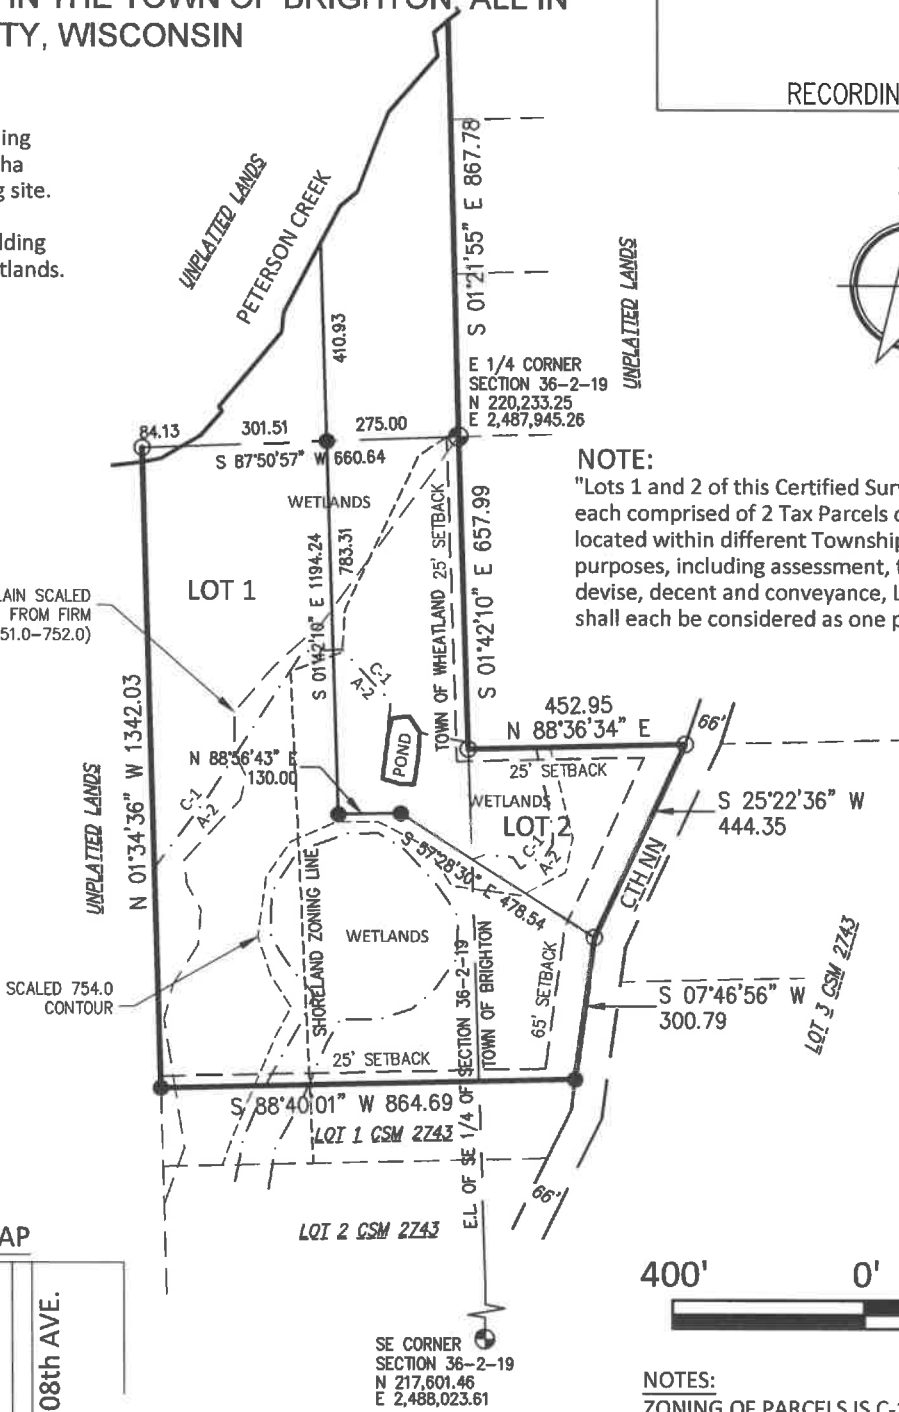 IN THE TOWN OF BRIGHTON, ALL IN
TY, WISCONSIN
RECORDIN
ing
ha
g site.
lding
tlands.
UNPLATTED LANDS
PETERSON CREEK
S 01°21'55" E 867.78
UNPLATTED LANDS
410.93
E 1/4 CORNER
SECTION 36-2-19
N 220,233.25
E 2,487,945.26
84.13
301.51
275.00
S 87°50'57" W 660.64
NOTE:
"Lots 1 and 2 of this Certified Surv
each comprised of 2 Tax Parcels o
located within different Township
purposes, including assessment, t
devise, decent and conveyance, L
shall each be considered as one p
WETLANDS
LOT 1
S 01°42'10" E 1194.24
783.31
TOWN OF WHEATLAND
25' SETBACK
S 01°42'10" E 657.99
LAIN SCALED
FROM FIRM
51.0-752.0)
C-1
A-2
UNPLATTED LANDS
N 01°34'36" W 1342.03
452.95
N 88°36'34" E
66'
25' SETBACK
POND
N 88°56'43" E
130.00
C-1
A-2
WETLANDS
LOT 2
C-1
A-2
S 25°22'36" W
444.35
S 57°28'30" E 478.54
CTH NN
SHORELAND ZONING LINE
WETLANDS
SCALED 754.0
CONTOUR
TOWN OF BRIGHTON
65' SETBACK
S 07°46'56" W
300.79
LOT 3 CSM 2743
25' SETBACK
S 88°40'01" W 864.69
LOT 1 CSM 2743
E.L. OF SE 1/4 OF SECTION 36-2-19
66'
LOT 2 CSM 2743
AP
08th AVE.
400'
0'
SE CORNER
SECTION 36-2-19
N 217,601.46
E 2,488,023.61
NOTES:
ZONING OF PARCELS IS C-